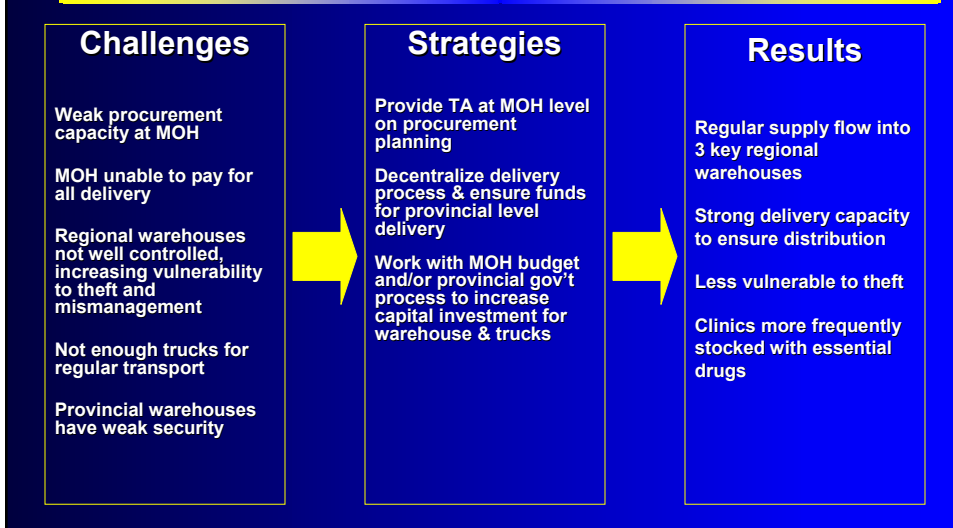 Challenges
Weak procurement
capacity at MOH
MOH unable to pay for
all delivery
Regional warehouses
not well controlled,
increasing vulnerability
to theft and
mismanagement
Not enough trucks for
regular transport
Provincial warehouses
have weak security
Strategies
Provide TA at MOH level
on procurement
planning
Decentralize delivery
process & ensure funds
for provincial level
delivery
Work with MOH budget
and/or provincial gov't
process to increase
capital investment for
warehouse & trucks
Results
Regular supply flow into
3 key regional
warehouses
Strong delivery capacity
to ensure distribution
Less vulnerable to theft
Clinics more frequently
stocked with essential
drugs